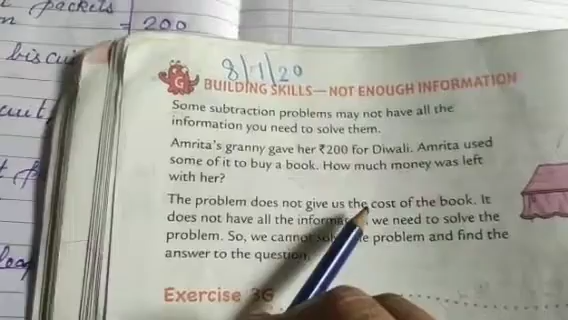 packets
200
biscui
8/1/20
G BUILDING SKILLS—NOT ENOUGH INFORMATION
Some subtraction problems may not have all the
information you need to solve them.
Amrita's granny gave her ₹200 for Diwali. Amrita used
some of it to buy a book. How much money was left
with her?
The problem does not give us the cost of the book. It
does not have all the we need to solve the
problem. So, we problem and find the
answer to the question.
Exercise 3G